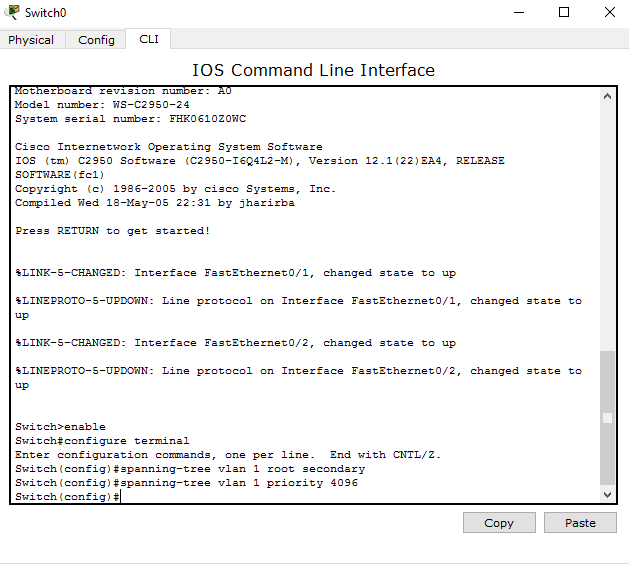 Switch0
Physical Config CLI
IOS Command Line Interface
Motherboard revision number: A0
Model number: WS-C2950-24
System serial number: FHK0610Z0WC
Cisco Internetwork Operating System Software
IOS (tm) C2950 Software (C2950-I6Q4L2-M), Version 12.1(22)EA4, RELEASE
SOFTWARE(fc1)
Copyright (c) 1986-2005 by cisco Systems, Inc.
Compiled Wed 18-May-05 22:31 by jharirba
Press RETURN to get started!
%LINK-5-CHANGED: Interface FastEthernet0/1, changed state to up
%LINEPROTO-5-UPDOWN: Line protocol on Interface FastEthernet0/1, changed state to
up
%LINK-5-CHANGED: Interface FastEthernet0/2, changed state to up
%LINEPROTO-5-UPDOWN: Line protocol on Interface FastEthernet0/2, changed state to
up
Switch>enable
Switch#configure terminal
Enter configuration commands, one per line.  End with CNTL/Z.
Switch(config)#spanning-tree vlan 1 root secondary
Switch(config)#spanning-tree vlan 1 priority 4096
Switch(config)#
Copy Paste